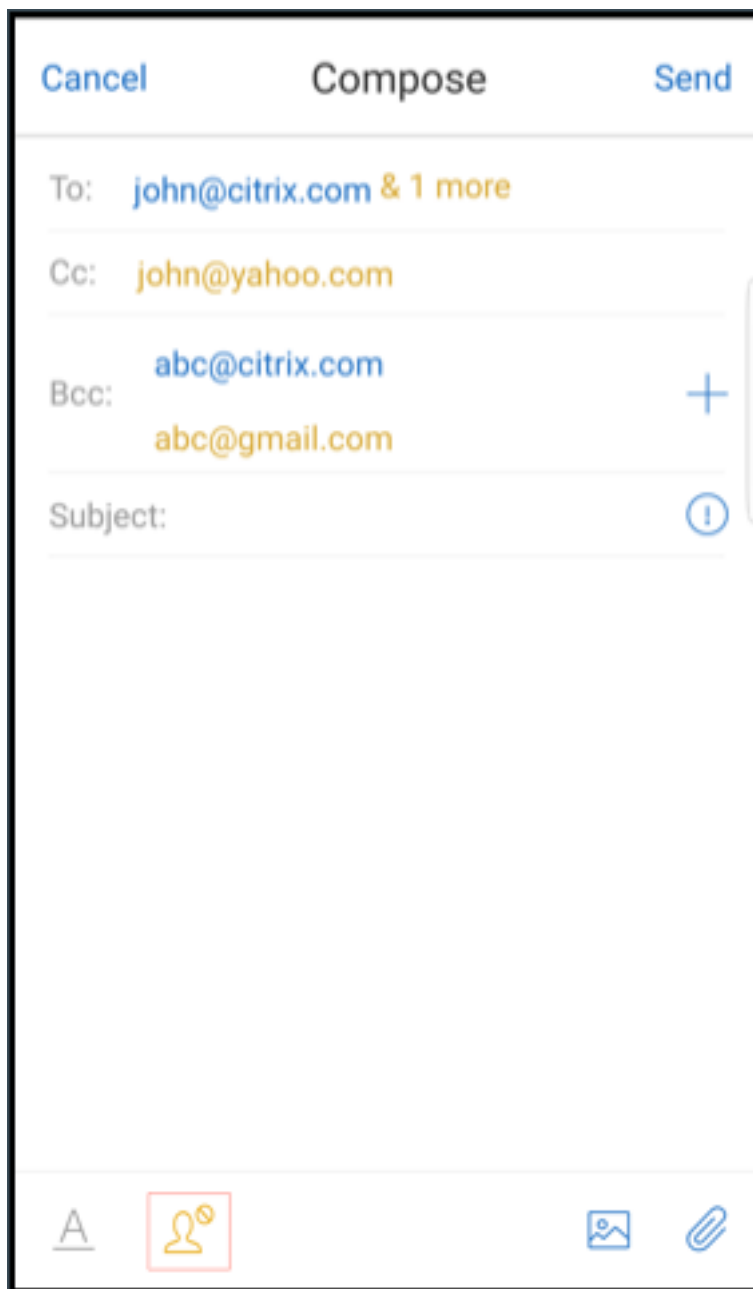 Cancel Compose Send
To: john@citrix.com & 1 more
Cc: john@yahoo.com
Bcc: abc@citrix.com
abc@gmail.com
Subject:
A